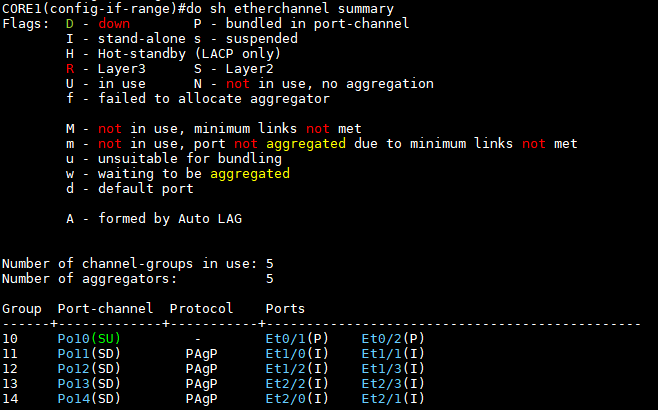 CORE1(config-if-range)#do sh etherchannel summary
Flags:  D - down        P - bundled in port-channel
        I - stand-alone s - suspended
        H - Hot-standby (LACP only)
        R - Layer3      S - Layer2
        U - in use      N - not in use, no aggregation
        f - failed to allocate aggregator

        M - not in use, minimum links not met
        m - not in use, port not aggregated due to minimum links not met
        u - unsuitable for bundling
        w - waiting to be aggregated
        d - default port

        A - formed by Auto LAG


Number of channel-groups in use: 5
Number of aggregators:           5

Group  Port-channel  Protocol    Ports
------+-------------+-----------+-----------------------------------------------
10     Po10(SU)         -        Et0/1(P)    Et0/2(P)
11     Po11(SD)        PAgP      Et1/0(I)    Et1/1(I)
12     Po12(SD)        PAgP      Et1/2(I)    Et1/3(I)
13     Po13(SD)        PAgP      Et2/2(I)    Et2/3(I)
14     Po14(SD)        PAgP      Et2/0(I)    Et2/1(I)